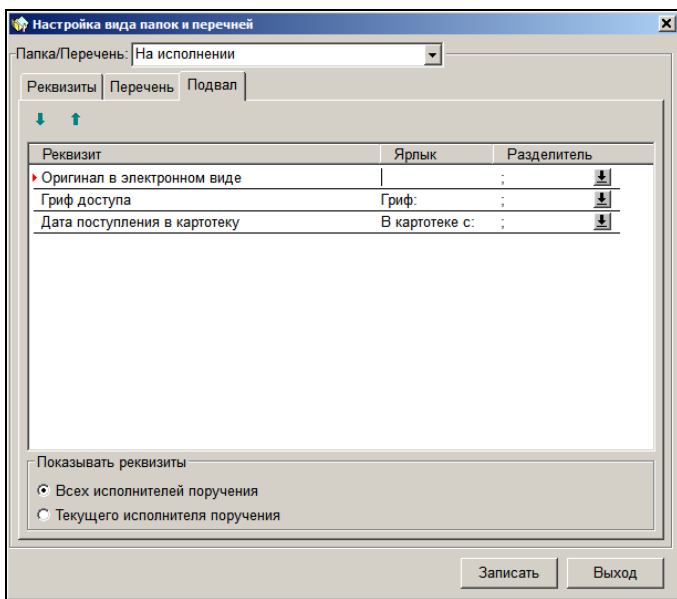 Настройка вида папок и перечней
Папка/Перечень: На исполнении
Реквизиты Перечень Подвал
Реквизит Ярлык Разделитель
Оригинал в электронном виде ;
Гриф доступа Гриф: ;
Дата поступления в картотеку В картотеке с: ;
Показывать реквизиты
Всех исполнителей поручения
Текущего исполнителя поручения
Записать Выход